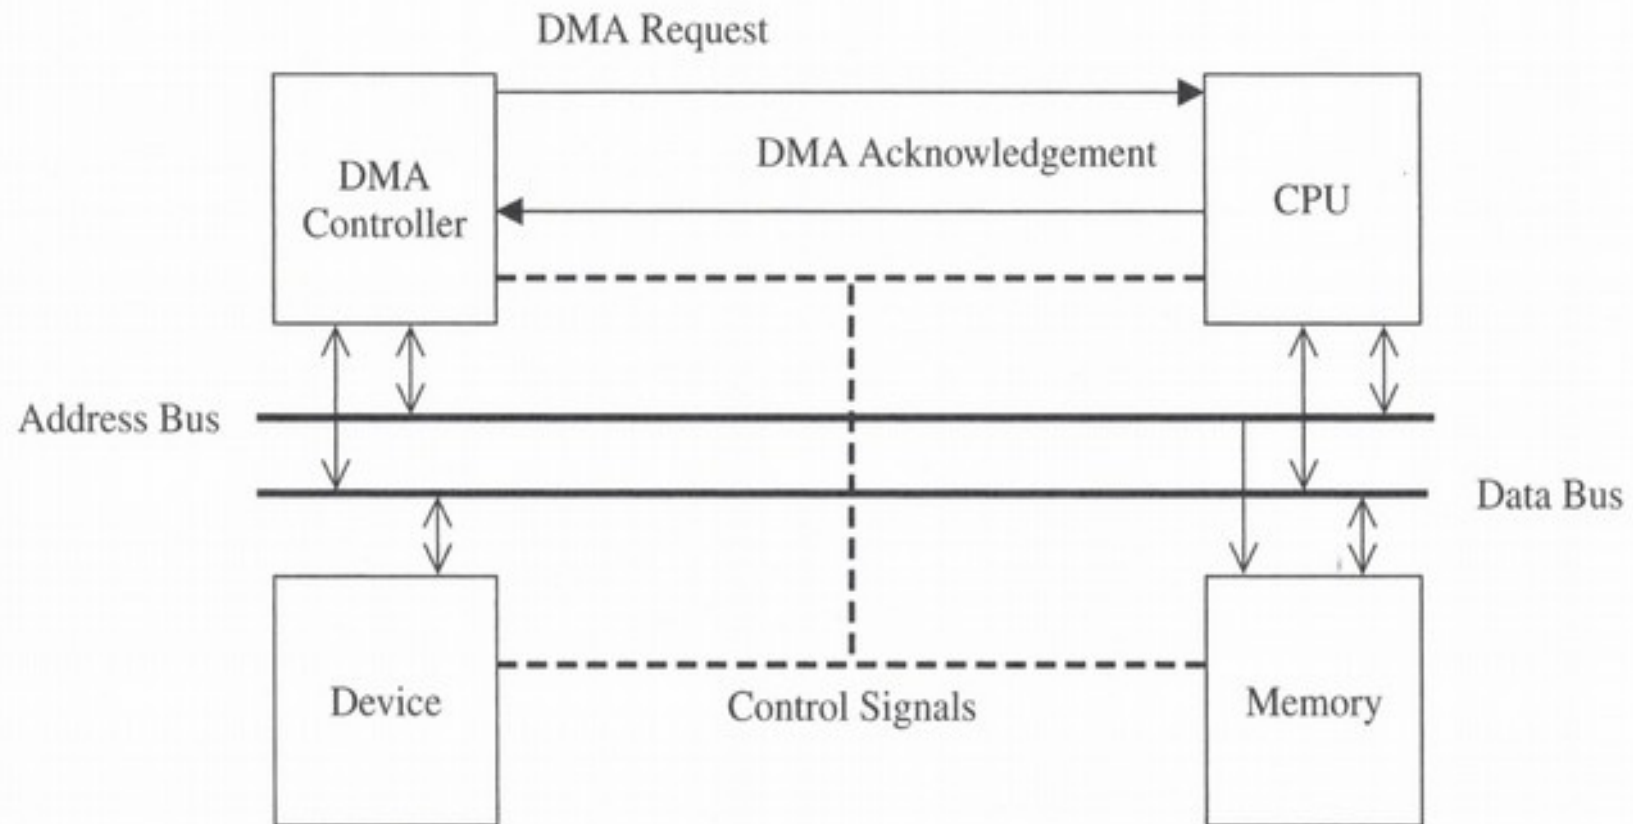 DMA Request
DMA Acknowledgement
DMA
Controller
CPU
Address Bus
Data Bus
Device
Control Signals
Memory